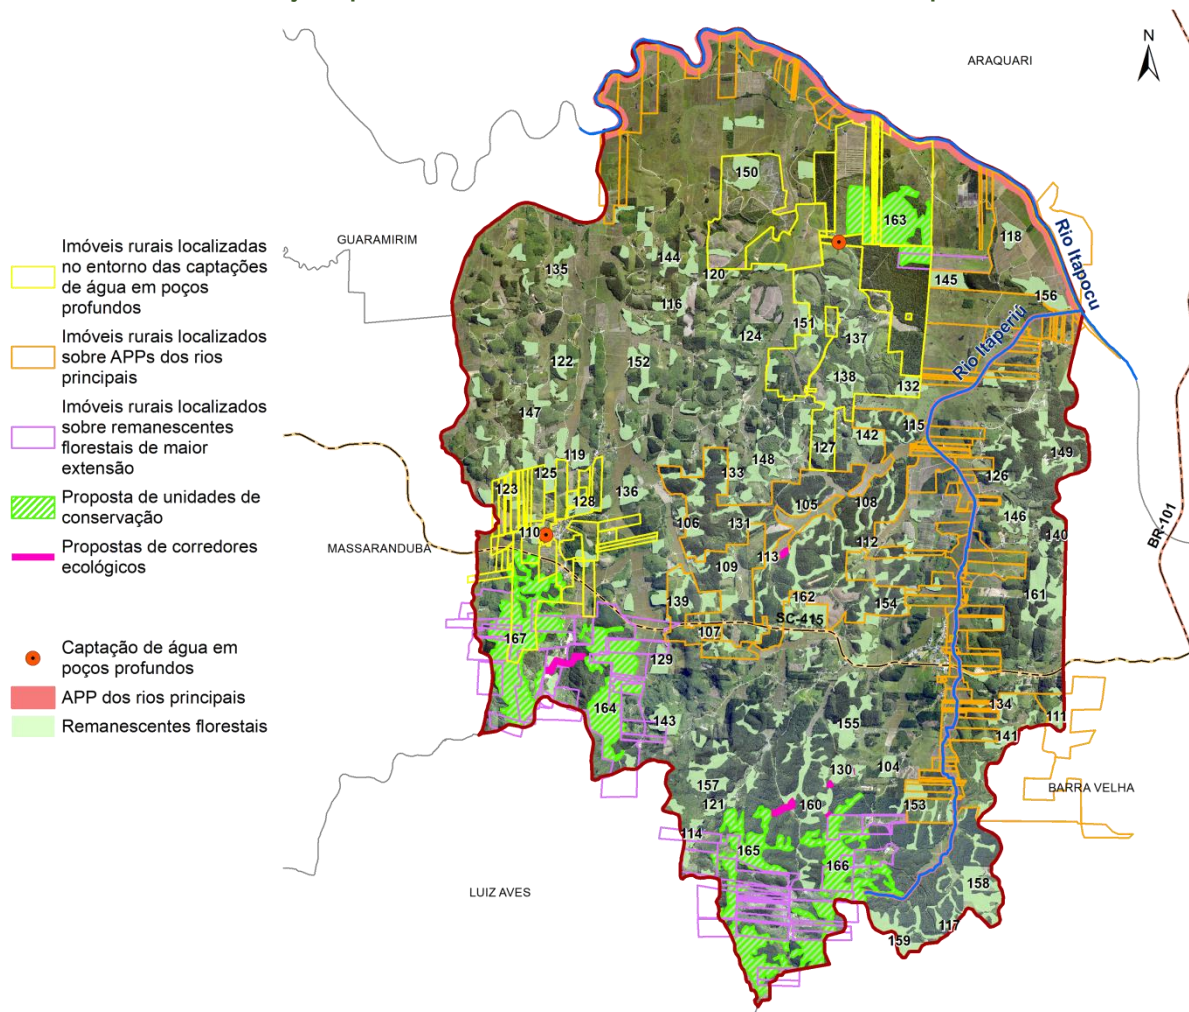 N
ARAQUARI
GUARAMIRIM
MASSARANDUBA
LUIZ AVES
BARRA VELHA
BR-101
SC-415
Rio Itapocu
Rio Itaperiú
Imóveis rurais localizadas
no entorno das captações
de água em poços
profundos
Imóveis rurais localizados
sobre APPs dos rios
principais
Imóveis rurais localizados
sobre remanescentes
florestais de maior
extensão
Proposta de unidades de
conservação
Propostas de corredores
ecológicos
Captação de água em
poços profundos
APP dos rios principais
Remanescentes florestais
150
163
118
144
135
120
145
156
116
151
124
137
122
152
138
132
147
142
115
127
119
148
149
133
125
126
123
136
128
105
108
146
106
131
110
140
112
113
109
162
161
139
154
107
167
129
164
134
143
155
111
141
130
104
157
121
160
153
114
165
166
158
117
159